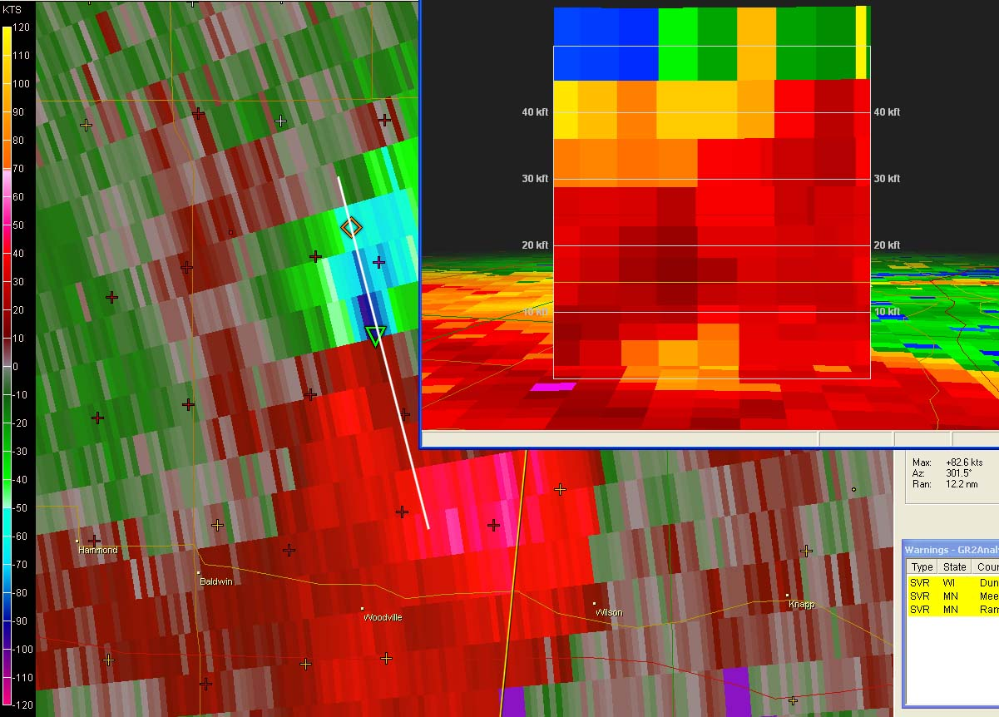 KTS
120
110
100
90
80
70
60
50
40
30
20
10
0
-10
-20
-30
-40
-50
-60
-70
-80
-90
-100
-110
-120
40 kft
40 kft
30 kft
30 kft
20 kft
20 kft
10 kft
10 kft
Hammond
Baldwin
Woodville
Wilson
Knapp
Max: +82.6 kts
Az: 301.5°
Ran: 12.2 nm
Warnings - GR2Anal
Type State Cour
SVR WI Dun
SVR MN Mee
SVR MN Ram